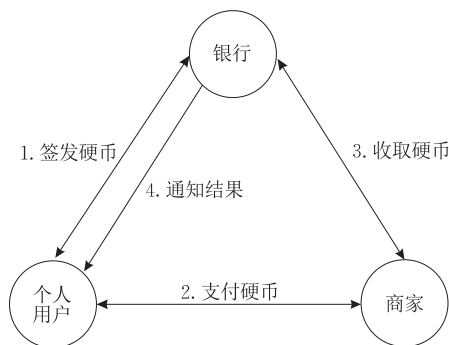 银行
1.签发硬币
3.收取硬币
4.通知结果
个人
用户
2.支付硬币
商家